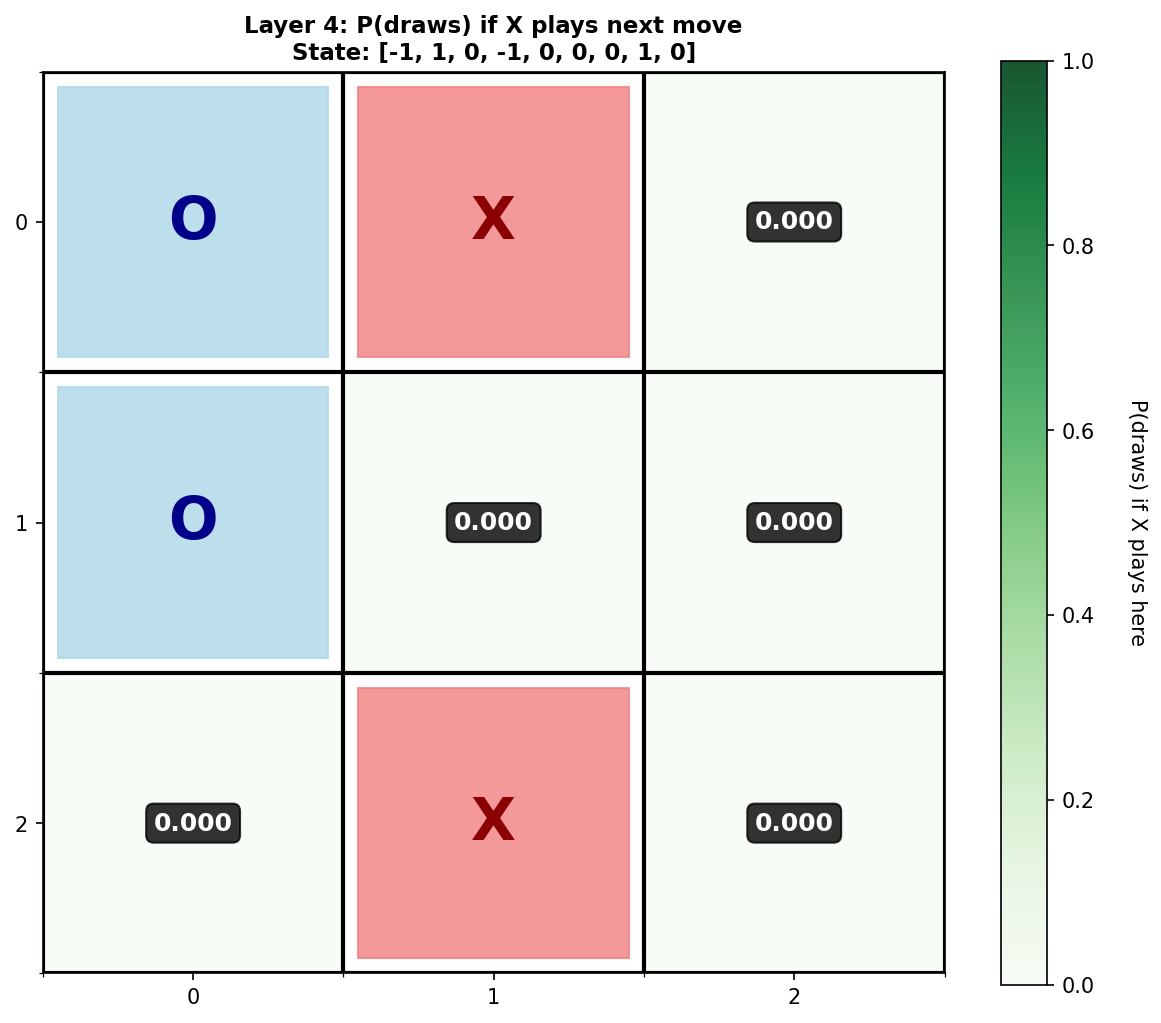 Layer 4: P(draws) if X plays next move
State: [-1, 1, 0, -1, 0, 0, 0, 1, 0]
0
O
X
0.000
1
O
0.000
0.000
2
0.000
X
0.000
0
1
2
1.0
0.8
0.6
0.4
0.2
0.0
P(draws) if X plays here